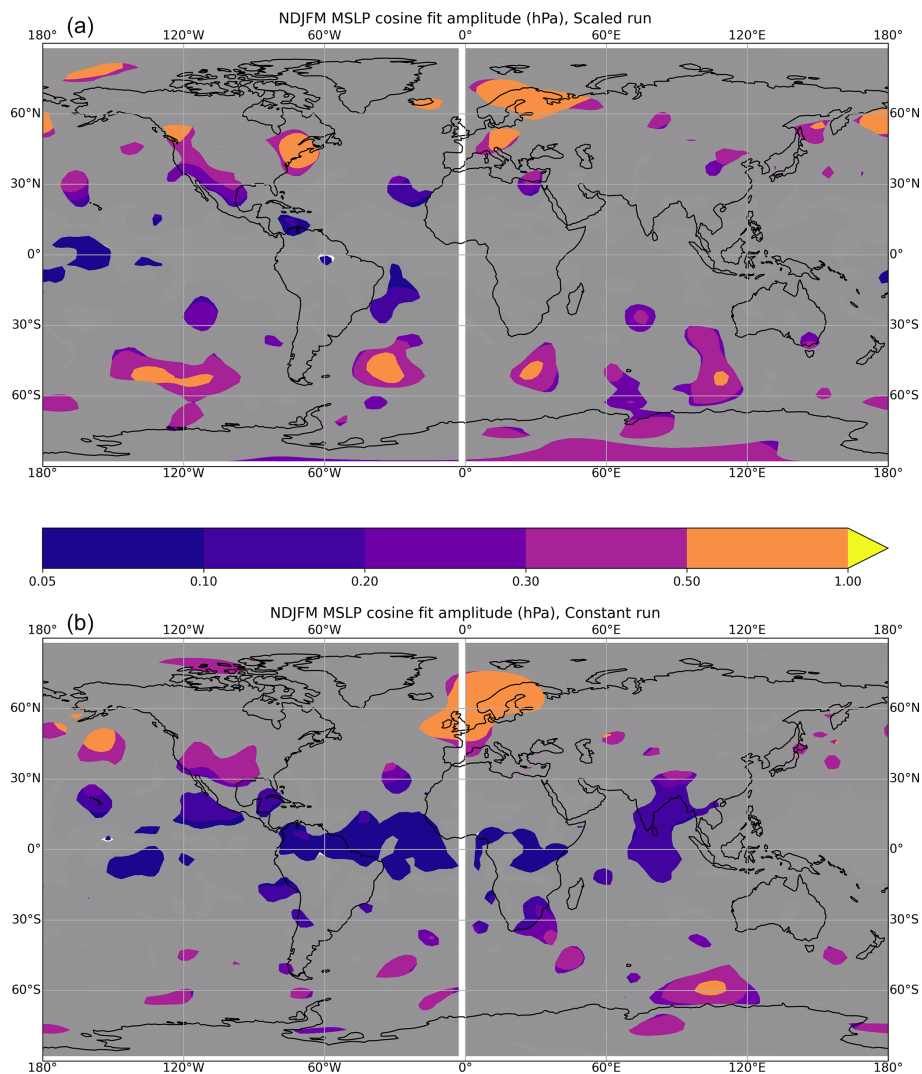 NDJFM MSLP cosine fit amplitude (hPa), Scaled run
(a)
180° 120°W 60°W 0° 60°E 120°E 180°
60°N 60°N
30°N 30°N
0° 0°
30°S 30°S
60°S 60°S
180° 120°W 60°W 0° 60°E 120°E 180°
0.05 0.10 0.20 0.30 0.50 1.00
NDJFM MSLP cosine fit amplitude (hPa), Constant run
(b)
180° 120°W 60°W 0° 60°E 120°E 180°
60°N 60°N
30°N 30°N
0° 0°
30°S 30°S
60°S 60°S
180° 120°W 60°W 0° 60°E 120°E 180°